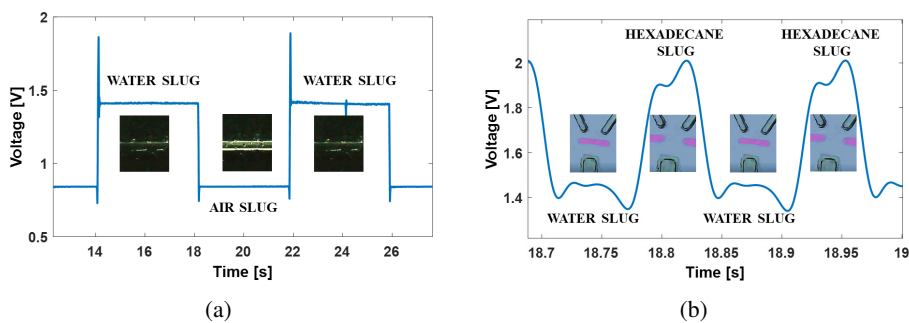 2
1.5
1
0.5
Voltage [V]
WATER SLUG
WATER SLUG
AIR SLUG
14
16
18
20
22
24
26
Time [s]
(a)
2
1.8
1.6
1.4
Voltage [V]
HEXADECANE
SLUG
HEXADECANE
SLUG
WATER SLUG
WATER SLUG
18.7
18.75
18.8
18.85
18.9
18.95
19
Time [s]
(b)